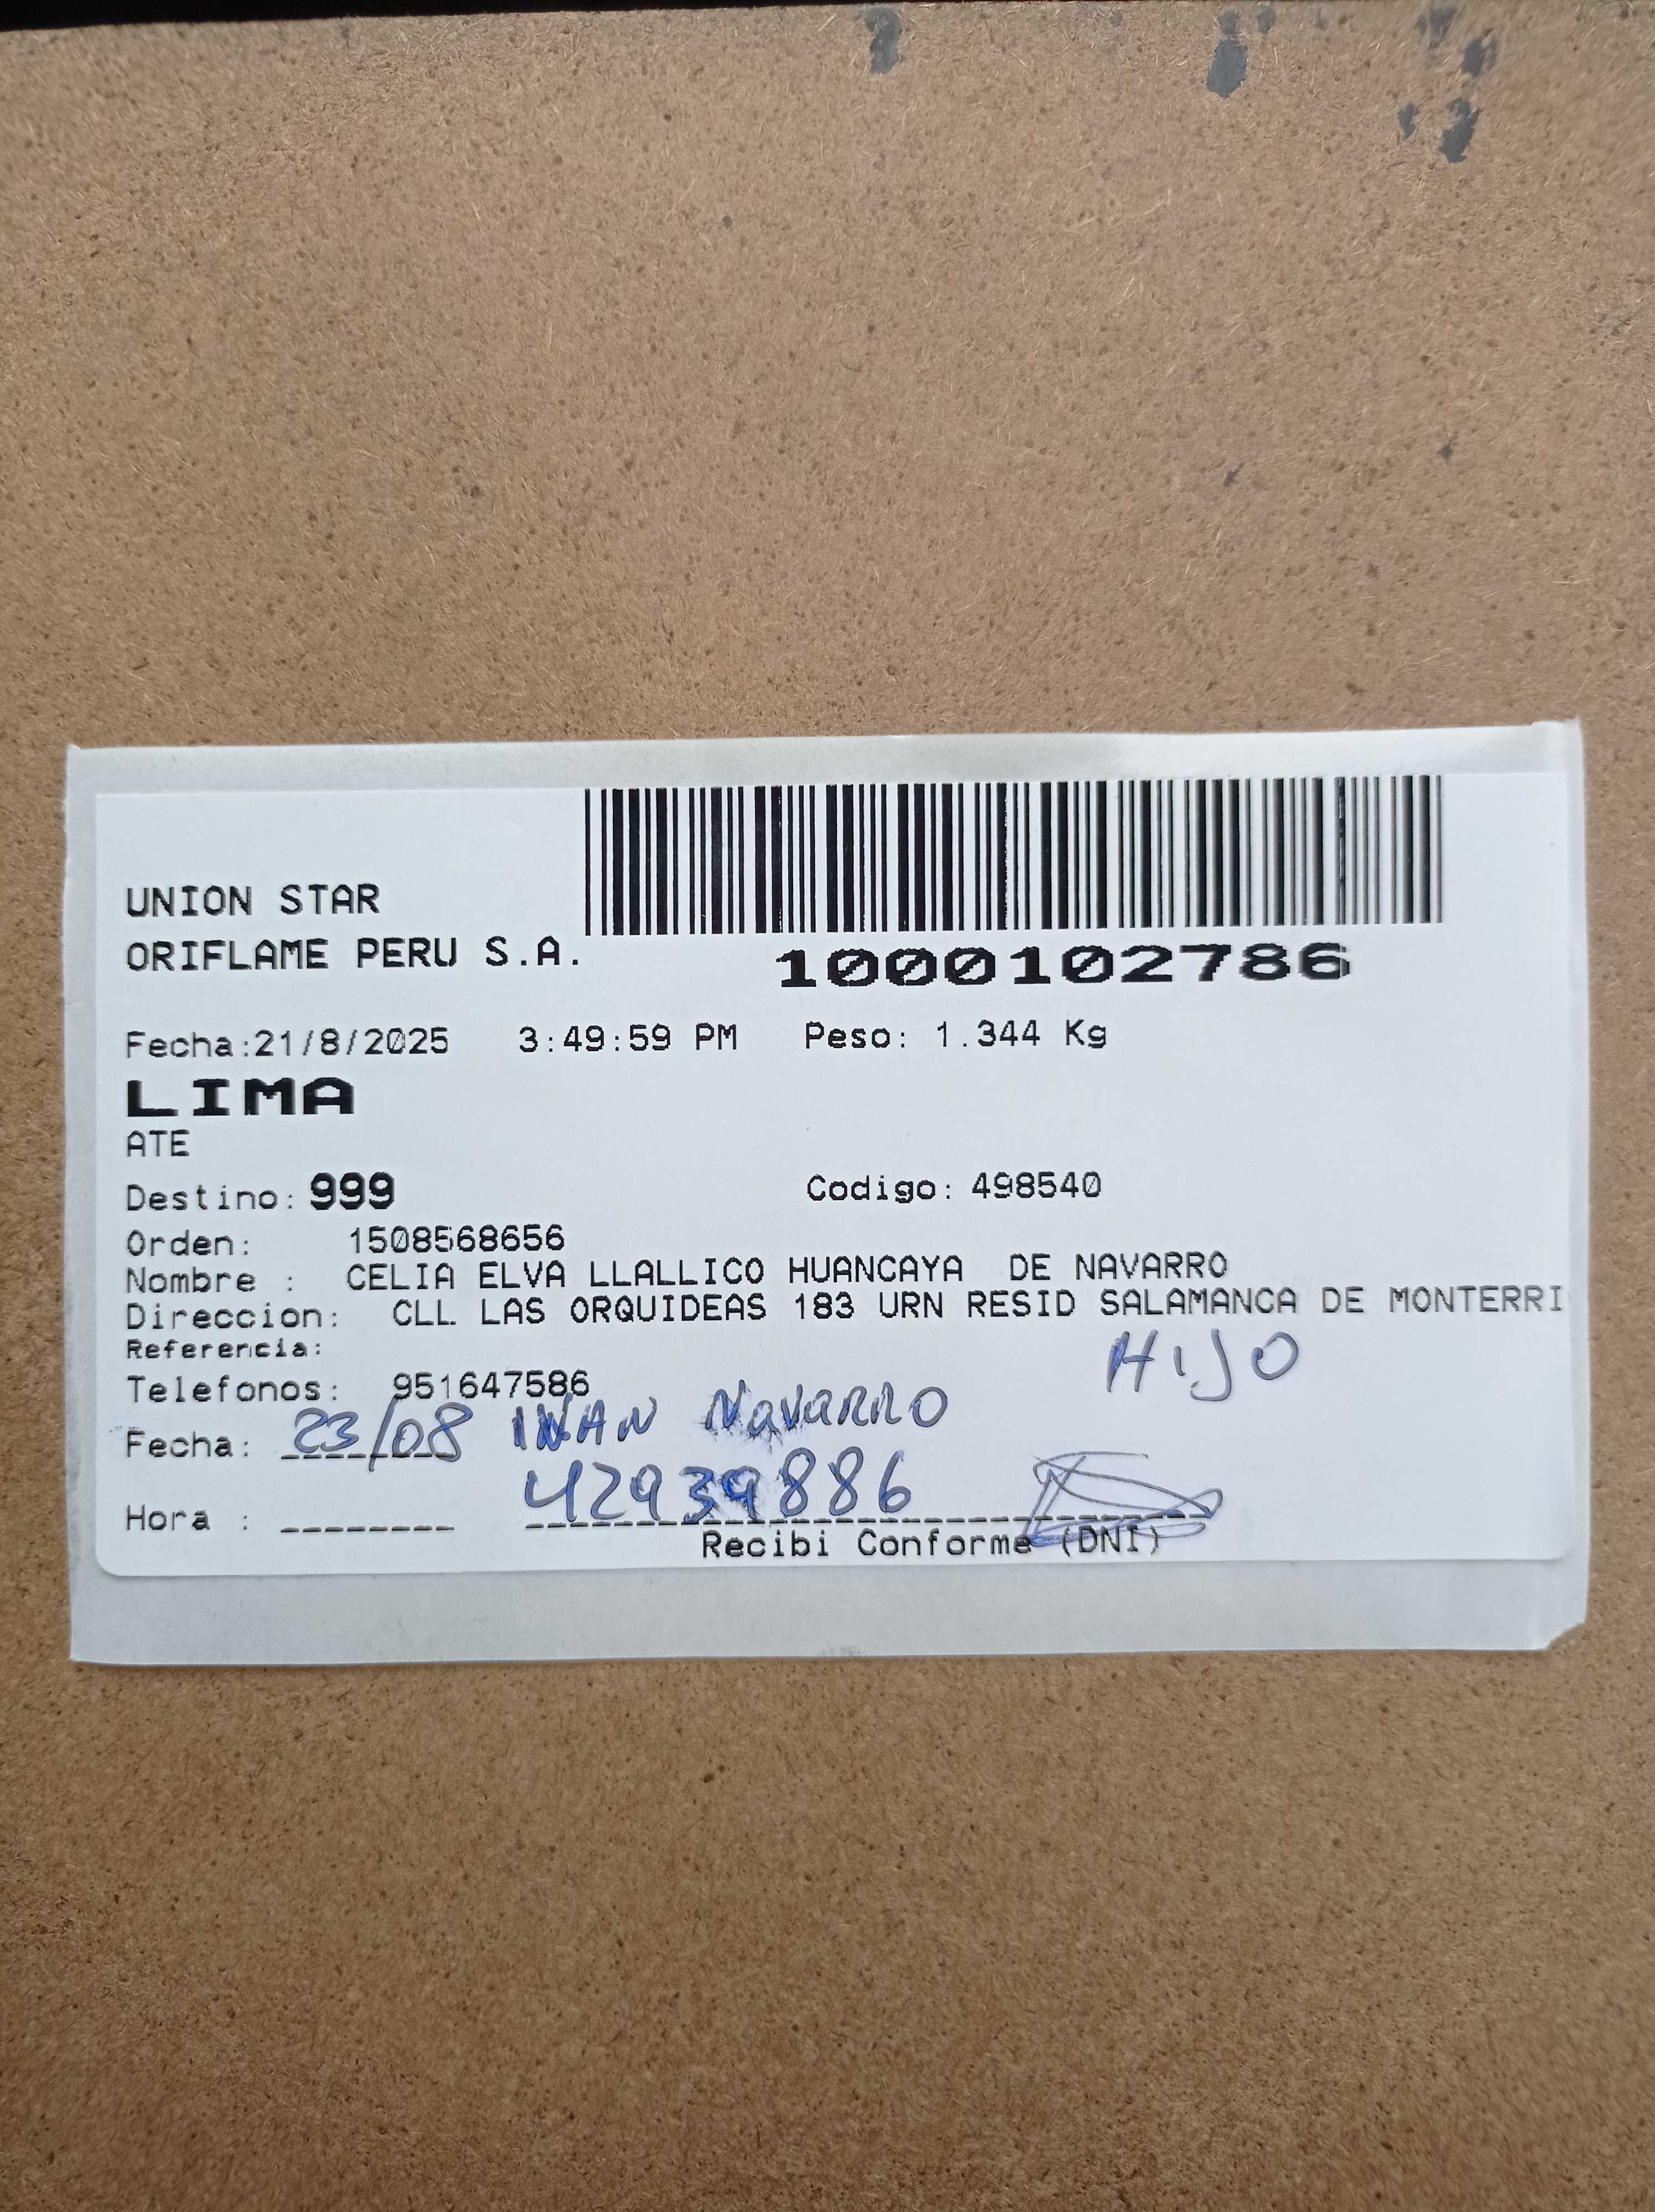 UNION STAR
ORIFLAME PERU S.A.
1000102786
Fecha:21/8/2025 3:49:59 PM Peso: 1.344 Kg
LIMA
ATE
Destino: 999 Codigo: 498540
Orden: 1508568656
Nombre : CELIA ELVA LLALLICO HUANCAYA DE NAVARRO
Direccion: CLL LAS ORQUIDEAS 183 URN RESID SALAMANCA DE MONTERRI
Referencia:
HIJO
Telefonos: 951647586
Fecha: 23/08 IVAN NavARRO
Hora : 42939886
Recibi Conforme (DNI)